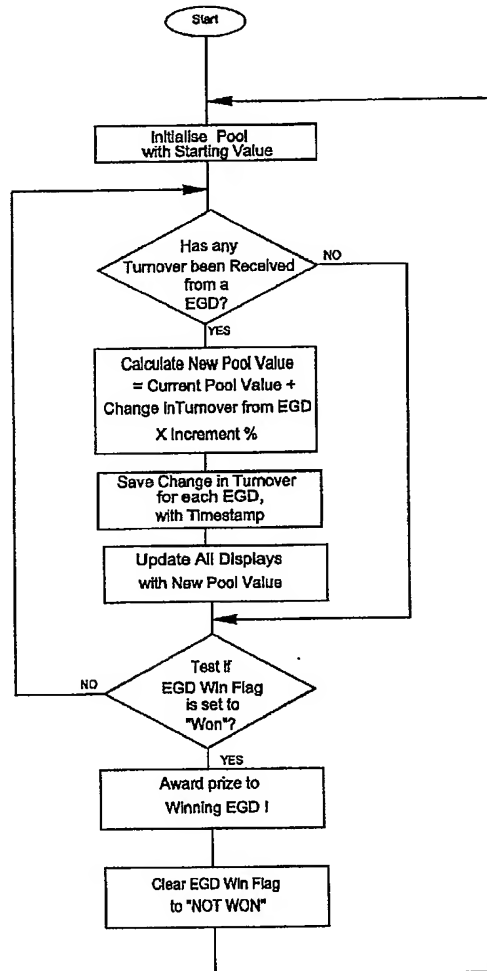 Start
Initialise Pool
with Starting Value
Has any
Turnover been Received
from a
EGD?
NO
YES
Calculate New Pool Value
= Current Pool Value +
Change inTurnover from EGD
X Increment %
Save Change in Turnover
for each EGD,
with Timestamp
Update All Displays
with New Pool Value
Test if
EGD Win Flag
is set to
"Won"?
NO
YES
Award prize to
Winning EGD !
Clear EGD Win Flag
to "NOT WON"